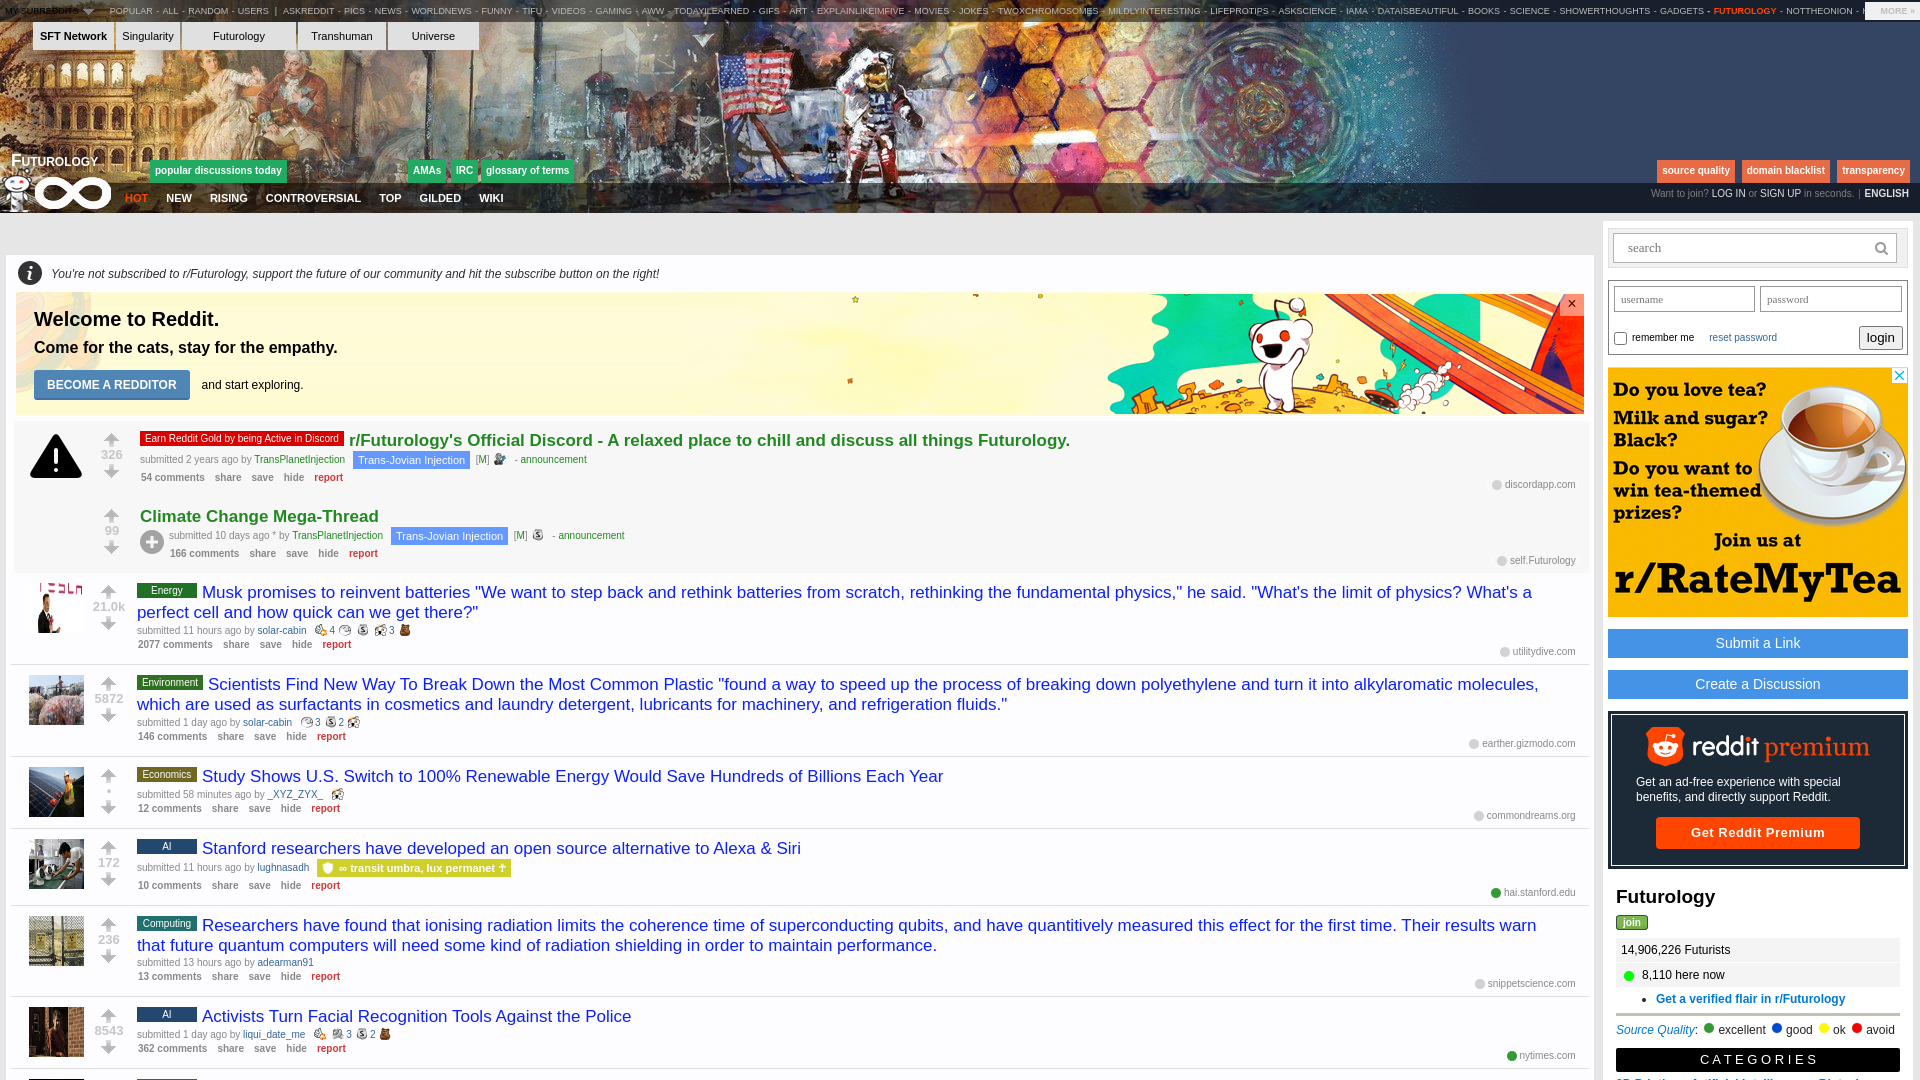 MY SUBREDDITS POPULAR - ALL - RANDOM - USERS | ASKREDDIT - PICS - NEWS - WORLDNEWS - FUNNY - TIFU - VIDEOS - GAMING - AWW - TODAYILEARNED - GIFS - ART - EXPLAINLIKEIMFIVE - MOVIES - JOKES - TWOXCHROMOSOMES - MILDLYINTERESTING - LIFEPROTIPS - ASKSCIENCE - IAMA - DATAISBEAUTIFUL - BOOKS - SCIENCE - SHOWERTHOUGHTS - GADGETS - FUTUROLOGY - NOTTHEONION - MORE »
SFT Network Singularity Futurology Transhuman Universe
FUTUROLOGY
popular discussions today AMAs IRC glossary of terms source quality domain blacklist transparency
HOT NEW RISING CONTROVERSIAL TOP GILDED WIKI
Want to join? LOG IN or SIGN UP in seconds. | ENGLISH
You're not subscribed to r/Futurology, support the future of our community and hit the subscribe button on the right!
Welcome to Reddit.
Come for the cats, stay for the empathy.
BECOME A REDDITOR and start exploring.
×
326
Earn Reddit Gold by being Active in Discord r/Futurology's Official Discord - A relaxed place to chill and discuss all things Futurology.
submitted 2 years ago by TransPlanetInjection Trans-Jovian Injection [M] - announcement
54 comments share save hide report
discordapp.com
99
Climate Change Mega-Thread
submitted 10 days ago * by TransPlanetInjection Trans-Jovian Injection [M] - announcement
166 comments share save hide report
self.Futurology
21.0k
Energy Musk promises to reinvent batteries "We want to step back and rethink batteries from scratch, rethinking the fundamental physics," he said. "What's the limit of physics? What's a
perfect cell and how quick can we get there?"
submitted 11 hours ago by solar-cabin 4 3
2077 comments share save hide report
utilitydive.com
5872
Environment Scientists Find New Way To Break Down the Most Common Plastic "found a way to speed up the process of breaking down polyethylene and turn it into alkylaromatic molecules,
which are used as surfactants in cosmetics and laundry detergent, lubricants for machinery, and refrigeration fluids."
submitted 1 day ago by solar-cabin 3 2
146 comments share save hide report
earther.gizmodo.com
•
Economics Study Shows U.S. Switch to 100% Renewable Energy Would Save Hundreds of Billions Each Year
submitted 58 minutes ago by _XYZ_ZYX_
12 comments share save hide report
commondreams.org
172
AI Stanford researchers have developed an open source alternative to Alexa & Siri
submitted 11 hours ago by lughnasadh ∞ transit umbra, lux permanet ☥
10 comments share save hide report
hai.stanford.edu
236
Computing Researchers have found that ionising radiation limits the coherence time of superconducting qubits, and have quantitively measured this effect for the first time. Their results warn
that future quantum computers will need some kind of radiation shielding in order to maintain performance.
submitted 13 hours ago by adearman91
13 comments share save hide report
snippetscience.com
8543
AI Activists Turn Facial Recognition Tools Against the Police
submitted 1 day ago by liqui_date_me 3 2
362 comments share save hide report
nytimes.com
search
username password
remember me reset password login
Do you love tea?
Milk and sugar?
Black?
Do you want to
win tea-themed
prizes?
Join us at
r/RateMyTea
Submit a Link
Create a Discussion
reddit premium
Get an ad-free experience with special
benefits, and directly support Reddit.
Get Reddit Premium
Futurology
join
14,906,226 Futurists
8,110 here now
• Get a verified flair in r/Futurology
Source Quality: excellent good ok avoid
CATEGORIES